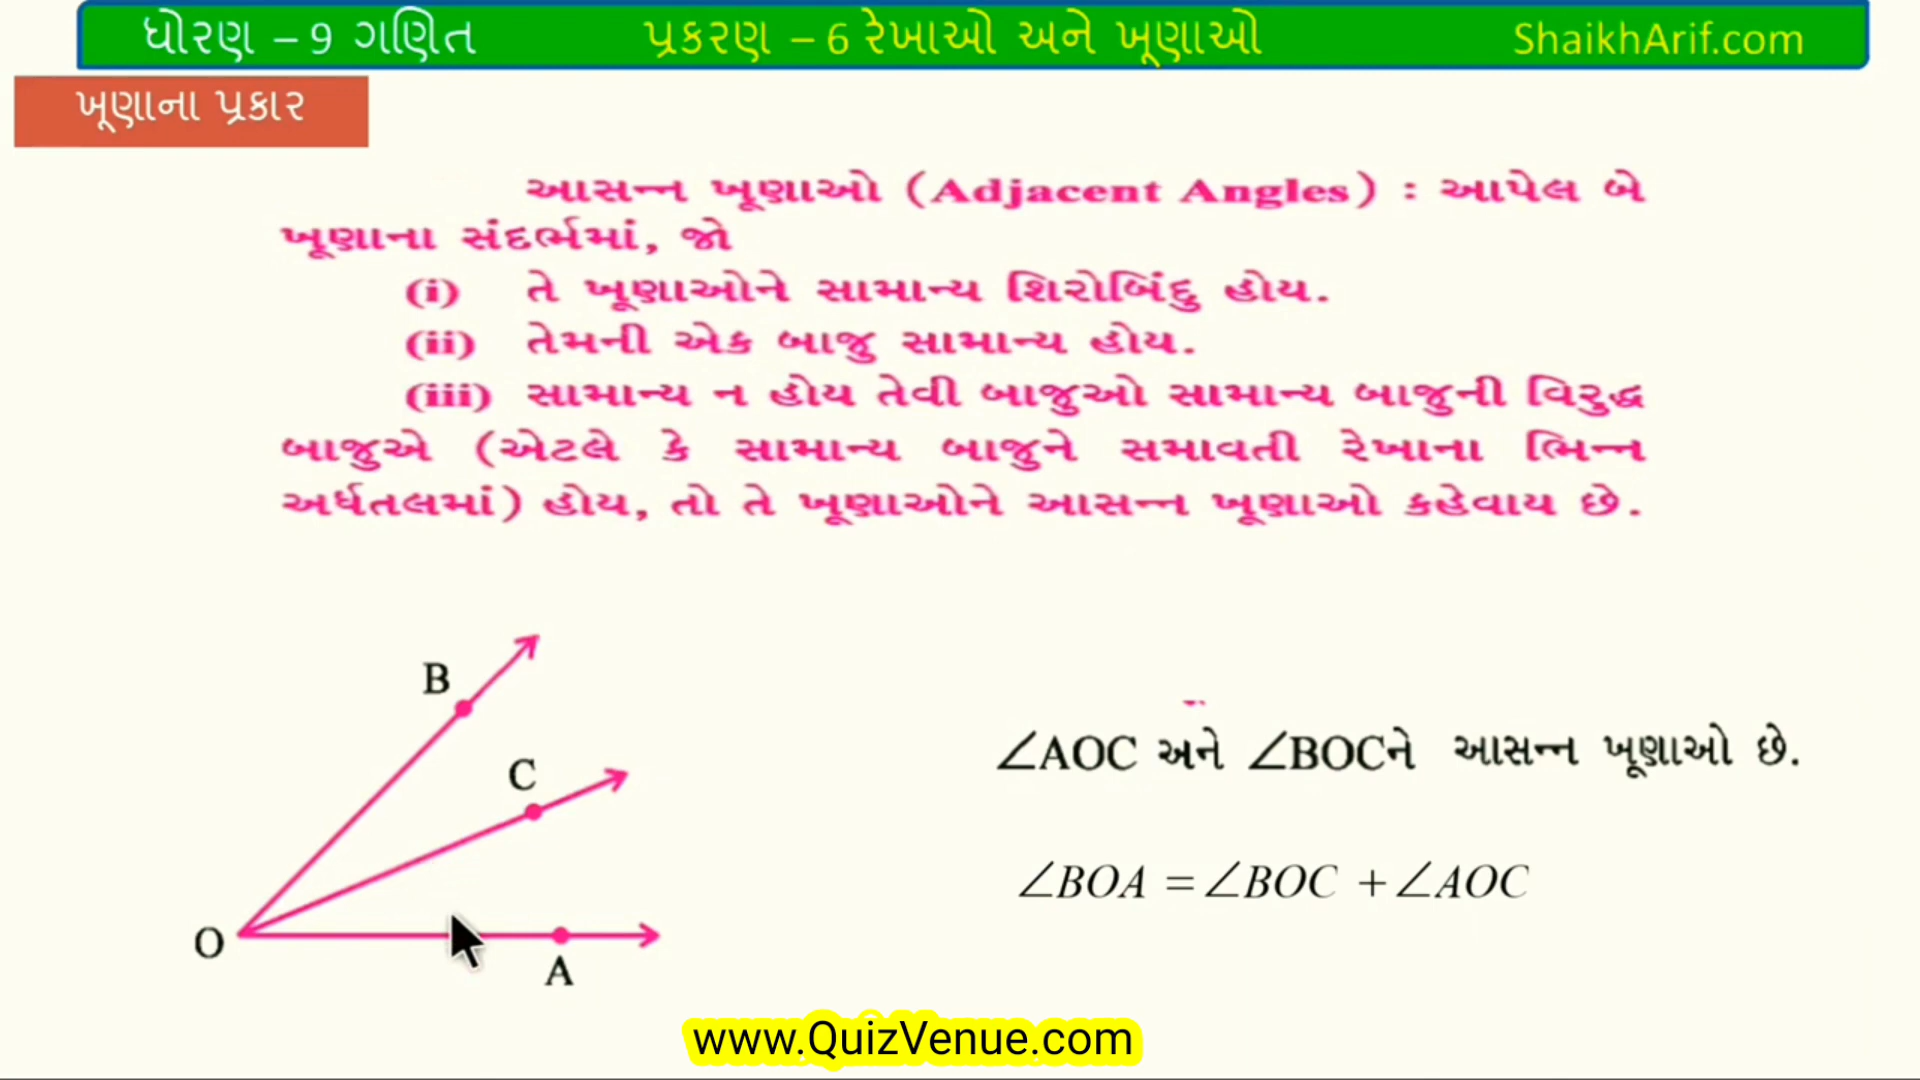 ધોરણ – 9 ગણિત પ્રકરણ – 6 રેખાઓ અને ખૂણાઓ ShaikhArif.com
ખૂણાના પ્રકાર
આસન્ન ખૂણાઓ (Adjacent Angles) : આપેલ બે
ખૂણાના સંદર્ભમાં, જો
(i) તે ખૂણાઓને સામાન્ય શિરોબિંદુ હોય.
(ii) તેમની એક બાજુ સામાન્ય હોય.
(iii) સામાન્ય ન હોય તેવી બાજુઓ સામાન્ય બાજુની વિરુદ્ધ
બાજુએ (એટલે કે સામાન્ય બાજુને સમાવતી રેખાના ભિન્ન
અર્ધતલમાં) હોય, તો તે ખૂણાઓને આસન્ન ખૂણાઓ કહેવાય છે.
B
C
O
A
∠AOC અને ∠BOCને આસન્ન ખૂણાઓ છે.
∠BOA = ∠BOC + ∠AOC
www.QuizVenue.com